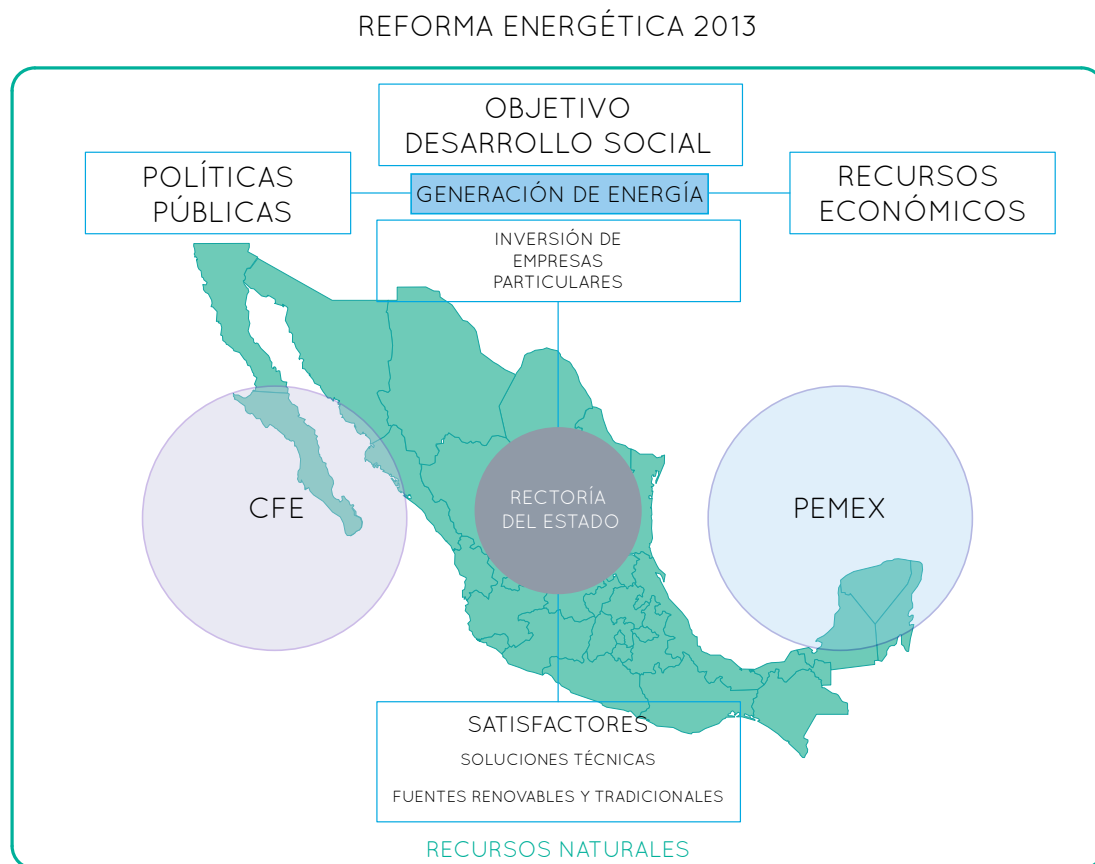 REFORMA ENERGÉTICA 2013
OBJETIVO
DESARROLLO SOCIAL
POLÍTICAS
PÚBLICAS
GENERACIÓN DE ENERGÍA
RECURSOS
ECONÓMICOS
INVERSIÓN DE
EMPRESAS
PARTICULARES
CFE
RECTORÍA
DEL ESTADO
PEMEX
SATISFACTORES
SOLUCIONES TÉCNICAS
FUENTES RENOVABLES Y TRADICIONALES
RECURSOS NATURALES